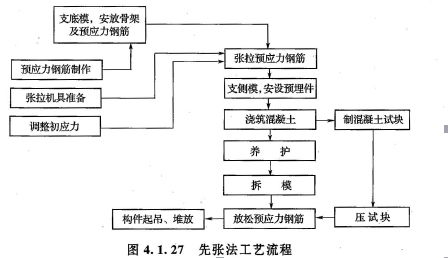 支底模，安放骨架
及预应力钢筋
预应力钢筋制作
张拉机具准备
调整初应力
张拉预应力钢筋
支侧模，安设预埋件
浇筑混凝土
制混凝土试块
养 护
拆 模
构件起吊、堆放
放松预应力钢筋
压试块
图 4.1.27 先张法工艺流程